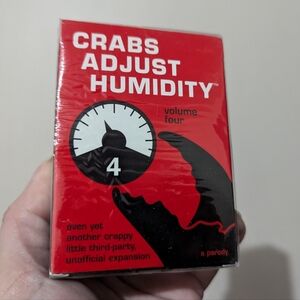 CRABS
ADJUST
HUMIDITY™
volume
four
4
even yet
another crappy
little third-party,
unofficial expansion
a parody